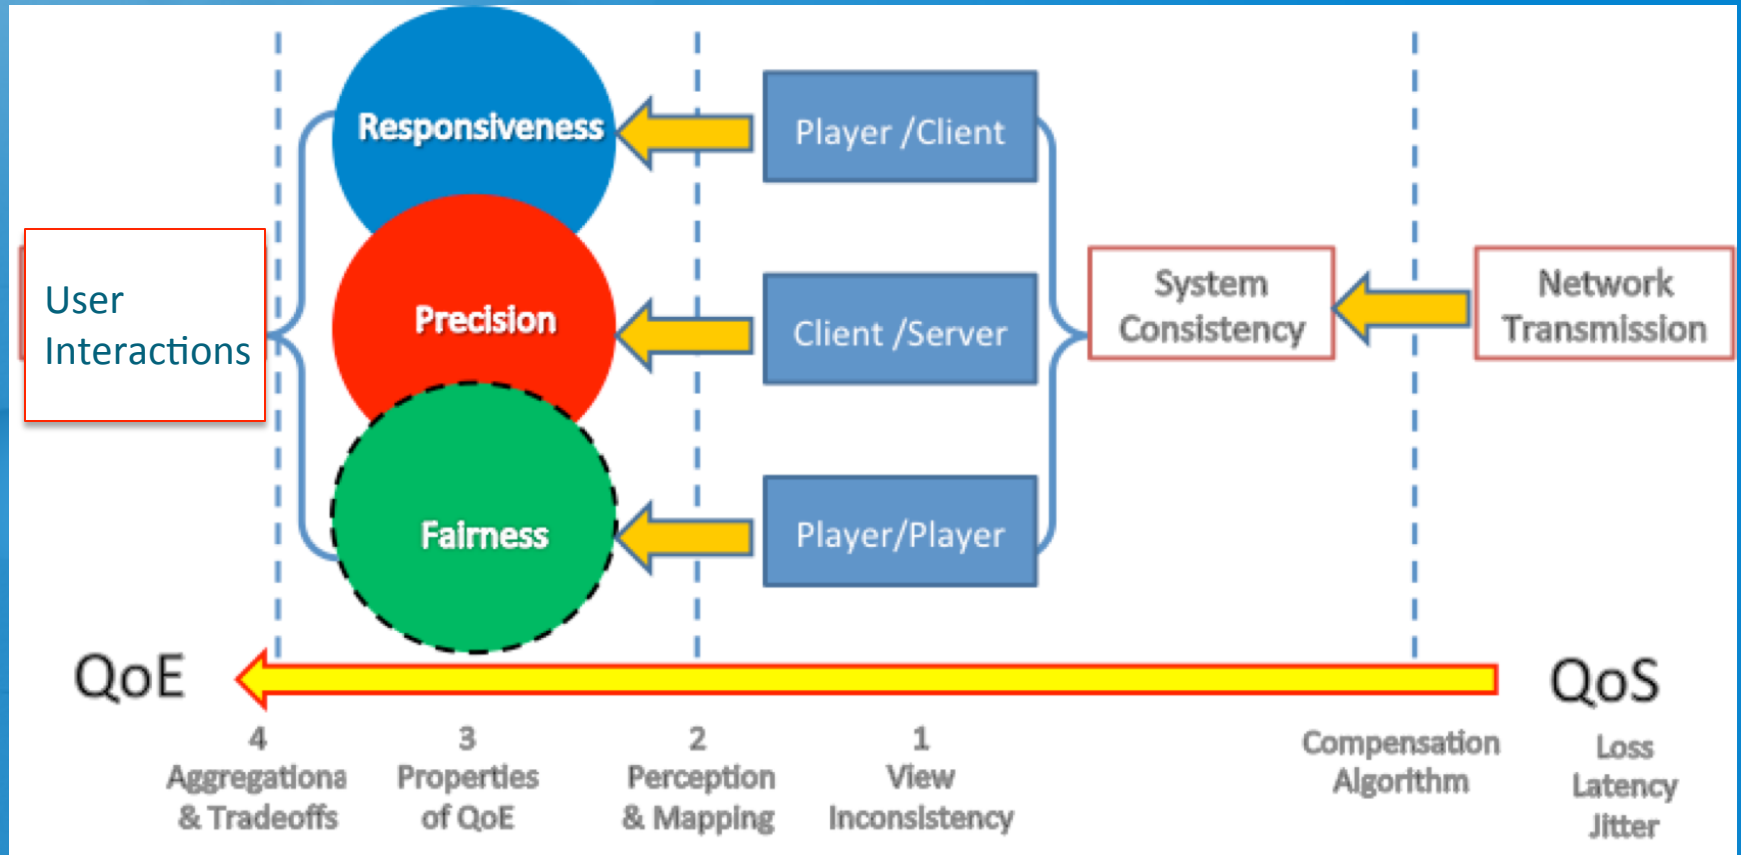 Responsiveness
Player /Client
User
Interactions
Precision
Client /Server
System
Consistency
Network
Transmission
Fairness
Player/Player
QoE
QoS
4
Aggregationa
& Tradeoffs
3
Properties
of QoE
2
Perception
& Mapping
1
View
Inconsistency
Compensation
Algorithm
Loss
Latency
Jitter